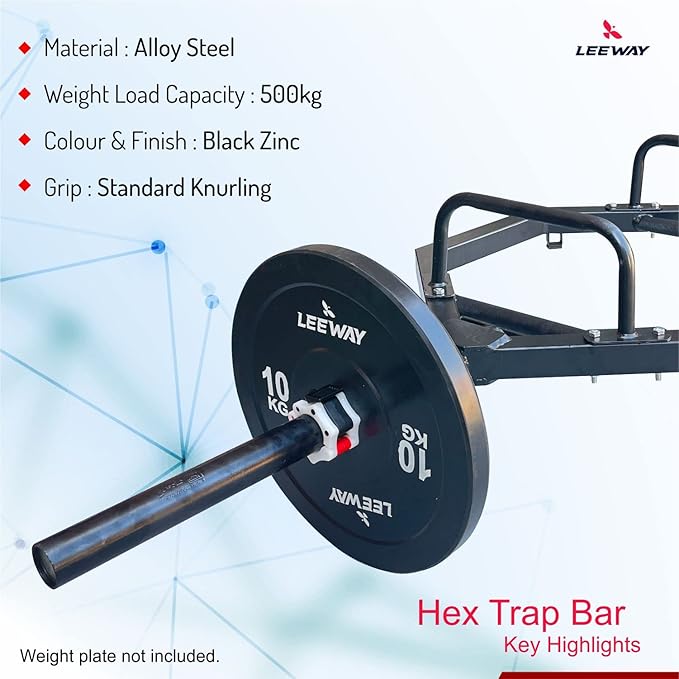 LEEWAY
Material : Alloy Steel
Weight Load Capacity : 500kg
Colour & Finish : Black Zinc
Grip : Standard Knurling
LEEWAY
10
KG
10
KG
LEEWAY
Hex Trap Bar
Key Highlights
Weight plate not included.